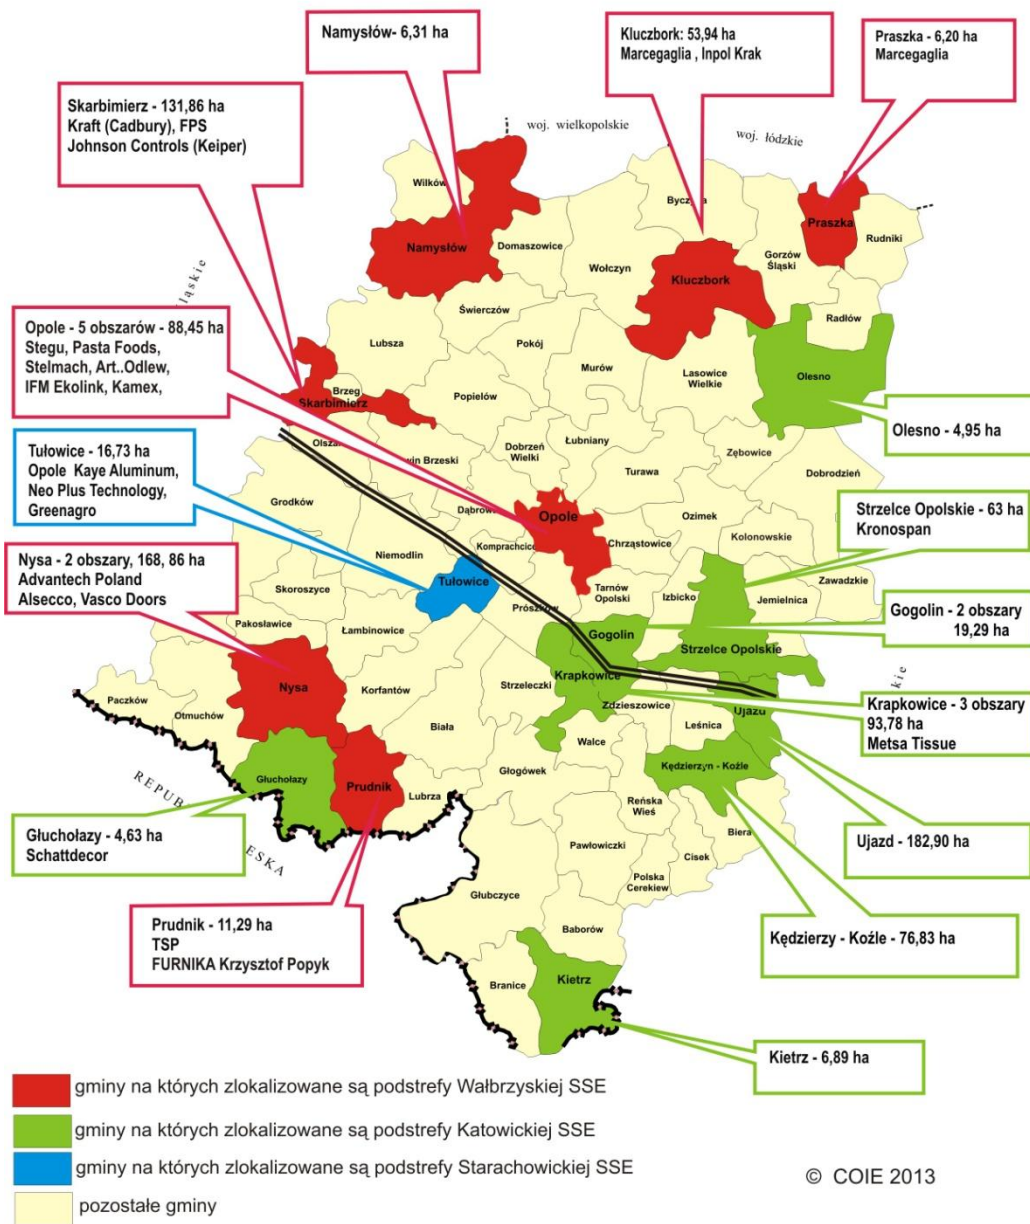 Namysłów- 6,31 ha
Kluczbork: 53,94 ha
Marcegaglia , Inpol Krak
Praszka - 6,20 ha
Marcegaglia
Skarbimierz - 131,86 ha
Kraft (Cadbury), FPS
Johnson Controls (Keiper)
woj. wielkopolskie
woj. łódzkie
Wilków
Namysłów
Domaszowice
Wołczyn
Kluczbork
Praszka
Rudniki
Gorzów
Śląski
Radłów
Świerczów
Lubsza
Pokój
Murów
Lasowice
Wielkie
Olesno
Opole - 5 obszarów - 88,45 ha
Stegu, Pasta Foods,
Stelmach, Art..Odlew,
IFM Ekolink, Kamex,
Brzeg
Skarbimierz
Popielów
Olesno - 4,95 ha
Dobrzeń
Wielki
Łubniany
Zębowice
Dobrodzień
Turawa
Tułowice - 16,73 ha
Opole Kaye Aluminum,
Neo Plus Technology,
Greenagro
Grodków
Opole
Ozimek
Kolonowskie
Strzelce Opolskie - 63 ha
Kronospan
Niemodlin
Komprachcice
Chrząstowice
Nysa - 2 obszary, 168, 86 ha
Advantech Poland
Alsecco, Vasco Doors
Skoroszyce
Tułowice
Tarnów
Opolski
Izbicko
Jemielnica
Zawadzkie
Pakosławice
Łambinowice
Gogolin
Strzelce Opolskie
Gogolin - 2 obszary
19,29 ha
Nysa
Korfantów
Strzeleczki
Krapkowice
Zdzieszowice
Leśnica
Ujazd
Krapkowice - 3 obszary
93,78 ha
Metsa Tissue
Paczków
Otmuchów
Biała
Walce
Kędzierzyn - Koźle
Głuchołazy
Prudnik
Lubrza
Głogówek
Reńska
Wieś
Bierа
Głuchołazy - 4,63 ha
Schattdecor
Pawłowiczki
Cisek
Polska
Cerekiew
Ujazd - 182,90 ha
Głubczyce
Prudnik - 11,29 ha
TSP
FURNIKA Krzysztof Popyk
Baborów
Kędzierzy - Koźle - 76,83 ha
Branice
Kietrz
Kietrz - 6,89 ha
gminy na których zlokalizowane są podstrefy Wałbrzyskiej SSE
gminy na których zlokalizowane są podstrefy Katowickiej SSE
gminy na których zlokalizowane są podstrefy Starachowickiej SSE
pozostałe gminy
© COIE 2013